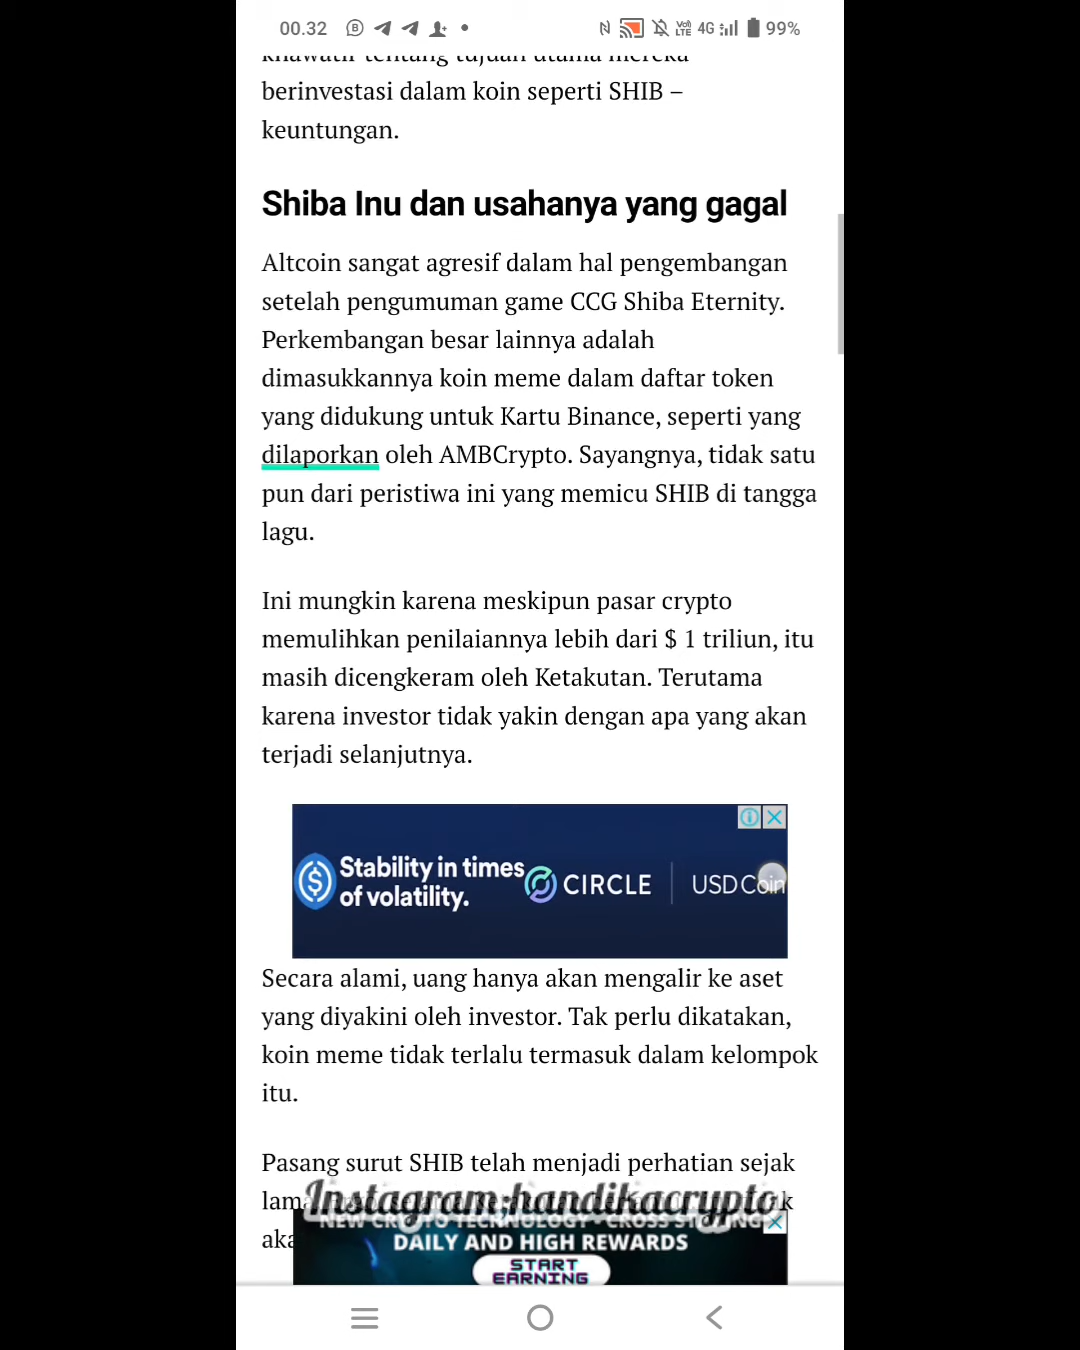 00.32
4G
99%
berinvestasi dalam koin seperti SHIB –
keuntungan.
Shiba Inu dan usahanya yang gagal
Altcoin sangat agresif dalam hal pengembangan
setelah pengumuman game CCG Shiba Eternity.
Perkembangan besar lainnya adalah
dimasukkannya koin meme dalam daftar token
yang didukung untuk Kartu Binance, seperti yang
dilaporkan oleh AMBCrypto. Sayangnya, tidak satu
pun dari peristiwa ini yang memicu SHIB di tangga
lagu.
Ini mungkin karena meskipun pasar crypto
memulihkan penilaiannya lebih dari $ 1 triliun, itu
masih dicengkeram oleh Ketakutan. Terutama
karena investor tidak yakin dengan apa yang akan
terjadi selanjutnya.
Stability in times
of volatility.
CIRCLE
USD Coin
Secara alami, uang hanya akan mengalir ke aset
yang diyakini oleh investor. Tak perlu dikatakan,
koin meme tidak terlalu termasuk dalam kelompok
itu.
Pasang surut SHIB telah menjadi perhatian sejak
Instagram;handikacrypto
DAILY AND HIGH REWARDS
START
EARNING